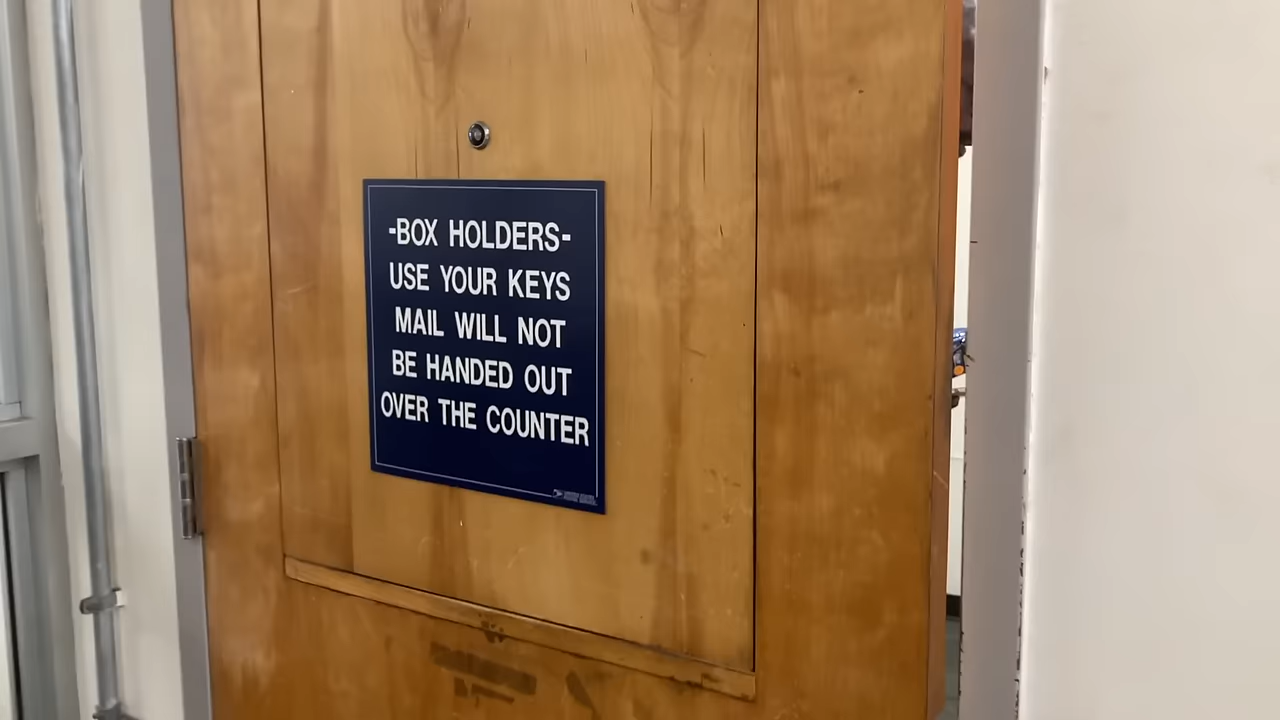 -BOX HOLDERS-
USE YOUR KEYS
MAIL WILL NOT
BE HANDED OUT
OVER THE COUNTER